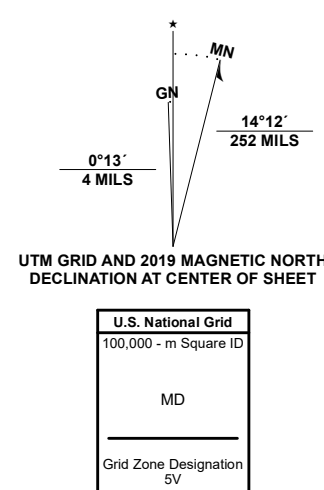 ★
MN
GN
14°12´
252 MILS
0°13´
4 MILS
UTM GRID AND 2019 MAGNETIC NORTH
DECLINATION AT CENTER OF SHEET
U.S. National Grid
100,000 - m Square ID
MD
Grid Zone Designation
5V